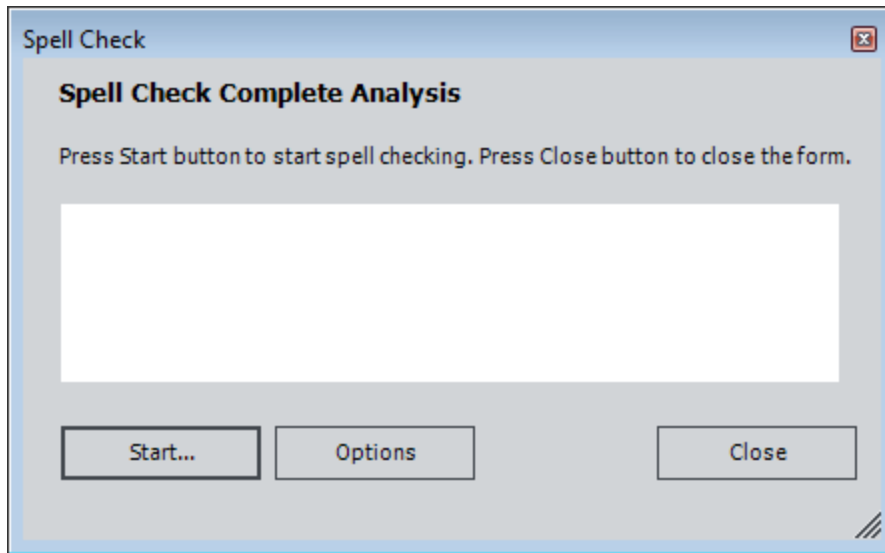 Spell Check
Spell Check Complete Analysis
Press Start button to start spell checking. Press Close button to close the form.
Start...
Options
Close